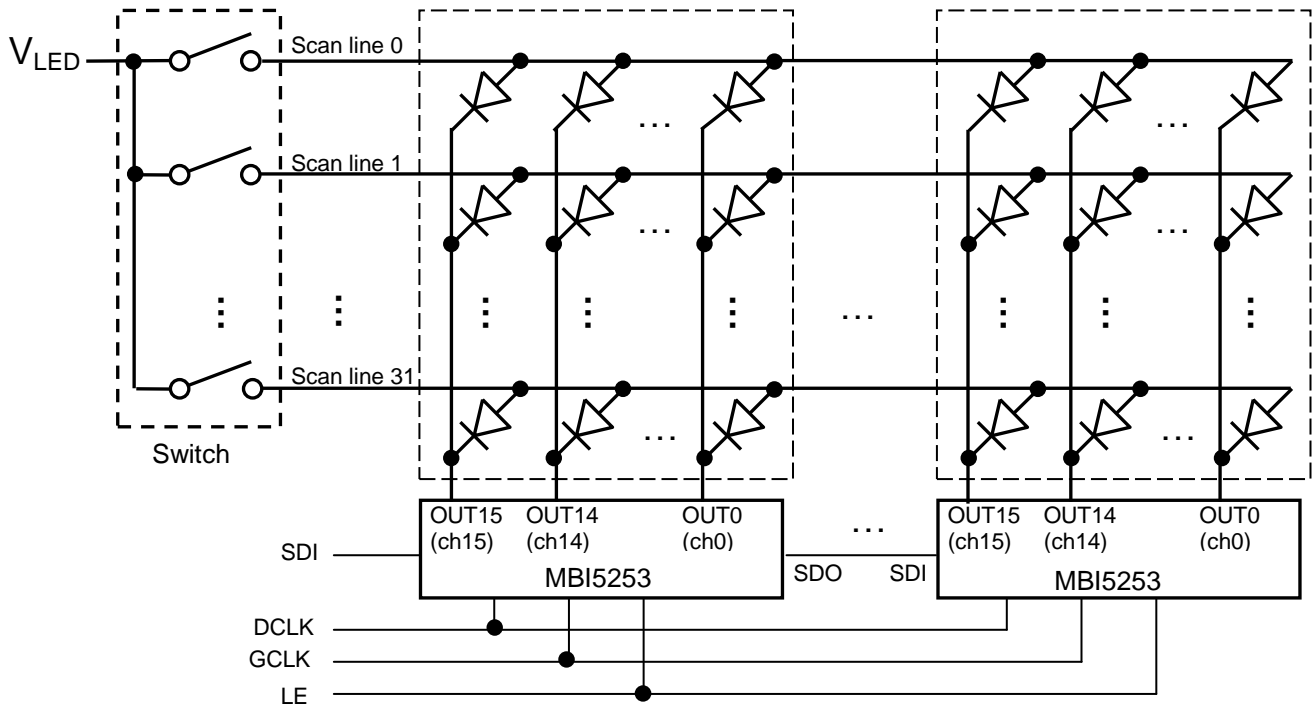 V_LED
Scan line 0
Scan line 1
Scan line 31
Switch
... ...
... ...
... ...
...
OUT15 OUT14 OUT0
(ch15) (ch14) (ch0)
MBI5253
...
OUT15 OUT14 OUT0
(ch15) (ch14) (ch0)
MBI5253
SDI
SDO SDI
DCLK
GCLK
LE